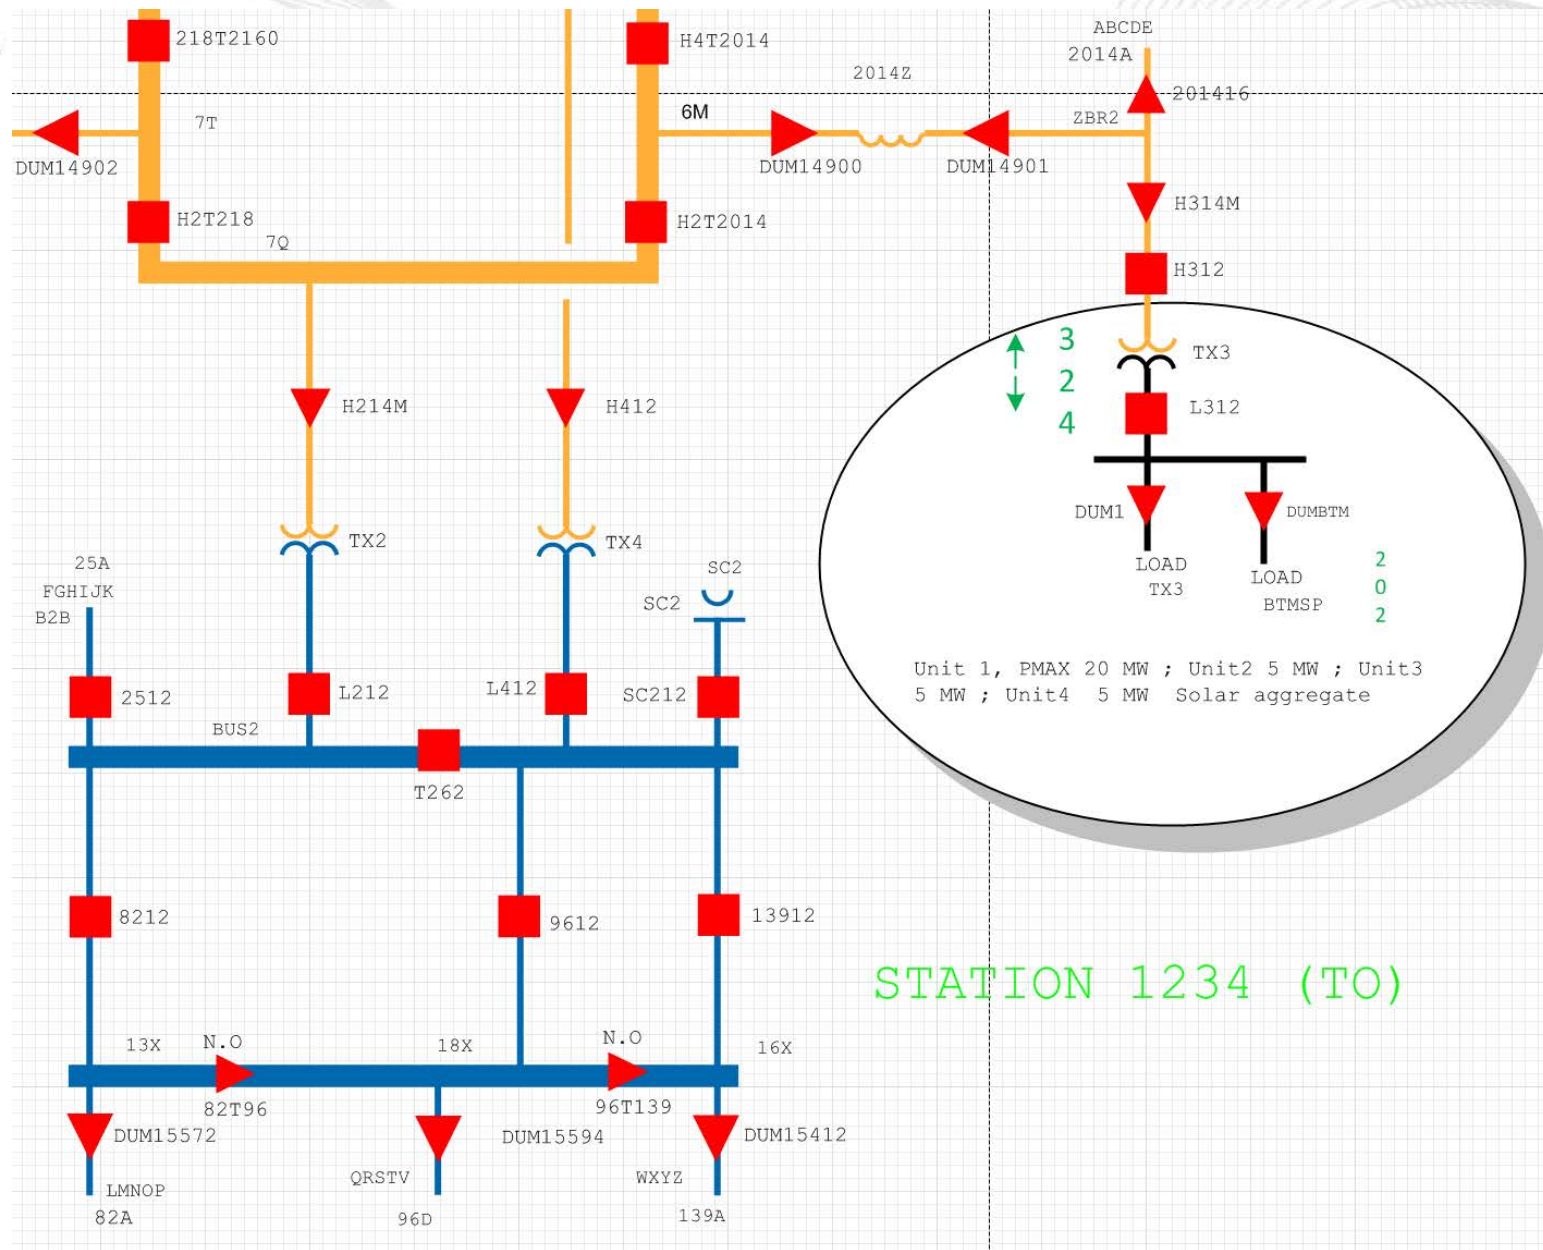 218T2160
H4T2014
ABCDE
2014A
2014Z
201416
6M
7T
ZBR2
DUM14902
DUM14900
DUM14901
H2T218
H2T2014
H314M
7Q
H312
3
2
4
TX3
H214M
H412
L312
DUM1
DUMBTM
TX2
TX4
25A
FGHIJK
B2B
SC2
SC2
LOAD
TX3
LOAD
BTMSP
2
0
2
Unit 1, PMAX 20 MW ; Unit2 5 MW ; Unit3
5 MW ; Unit4 5 MW Solar aggregate
2512
L212
L412
SC212
BUS2
T262
8212
9612
13912
STATION 1234 (TO)
13X
N.O
18X
N.O
16X
82T96
96T139
DUM15572
DUM15594
DUM15412
LMNOP
82A
QRSTV
96D
WXYZ
139A